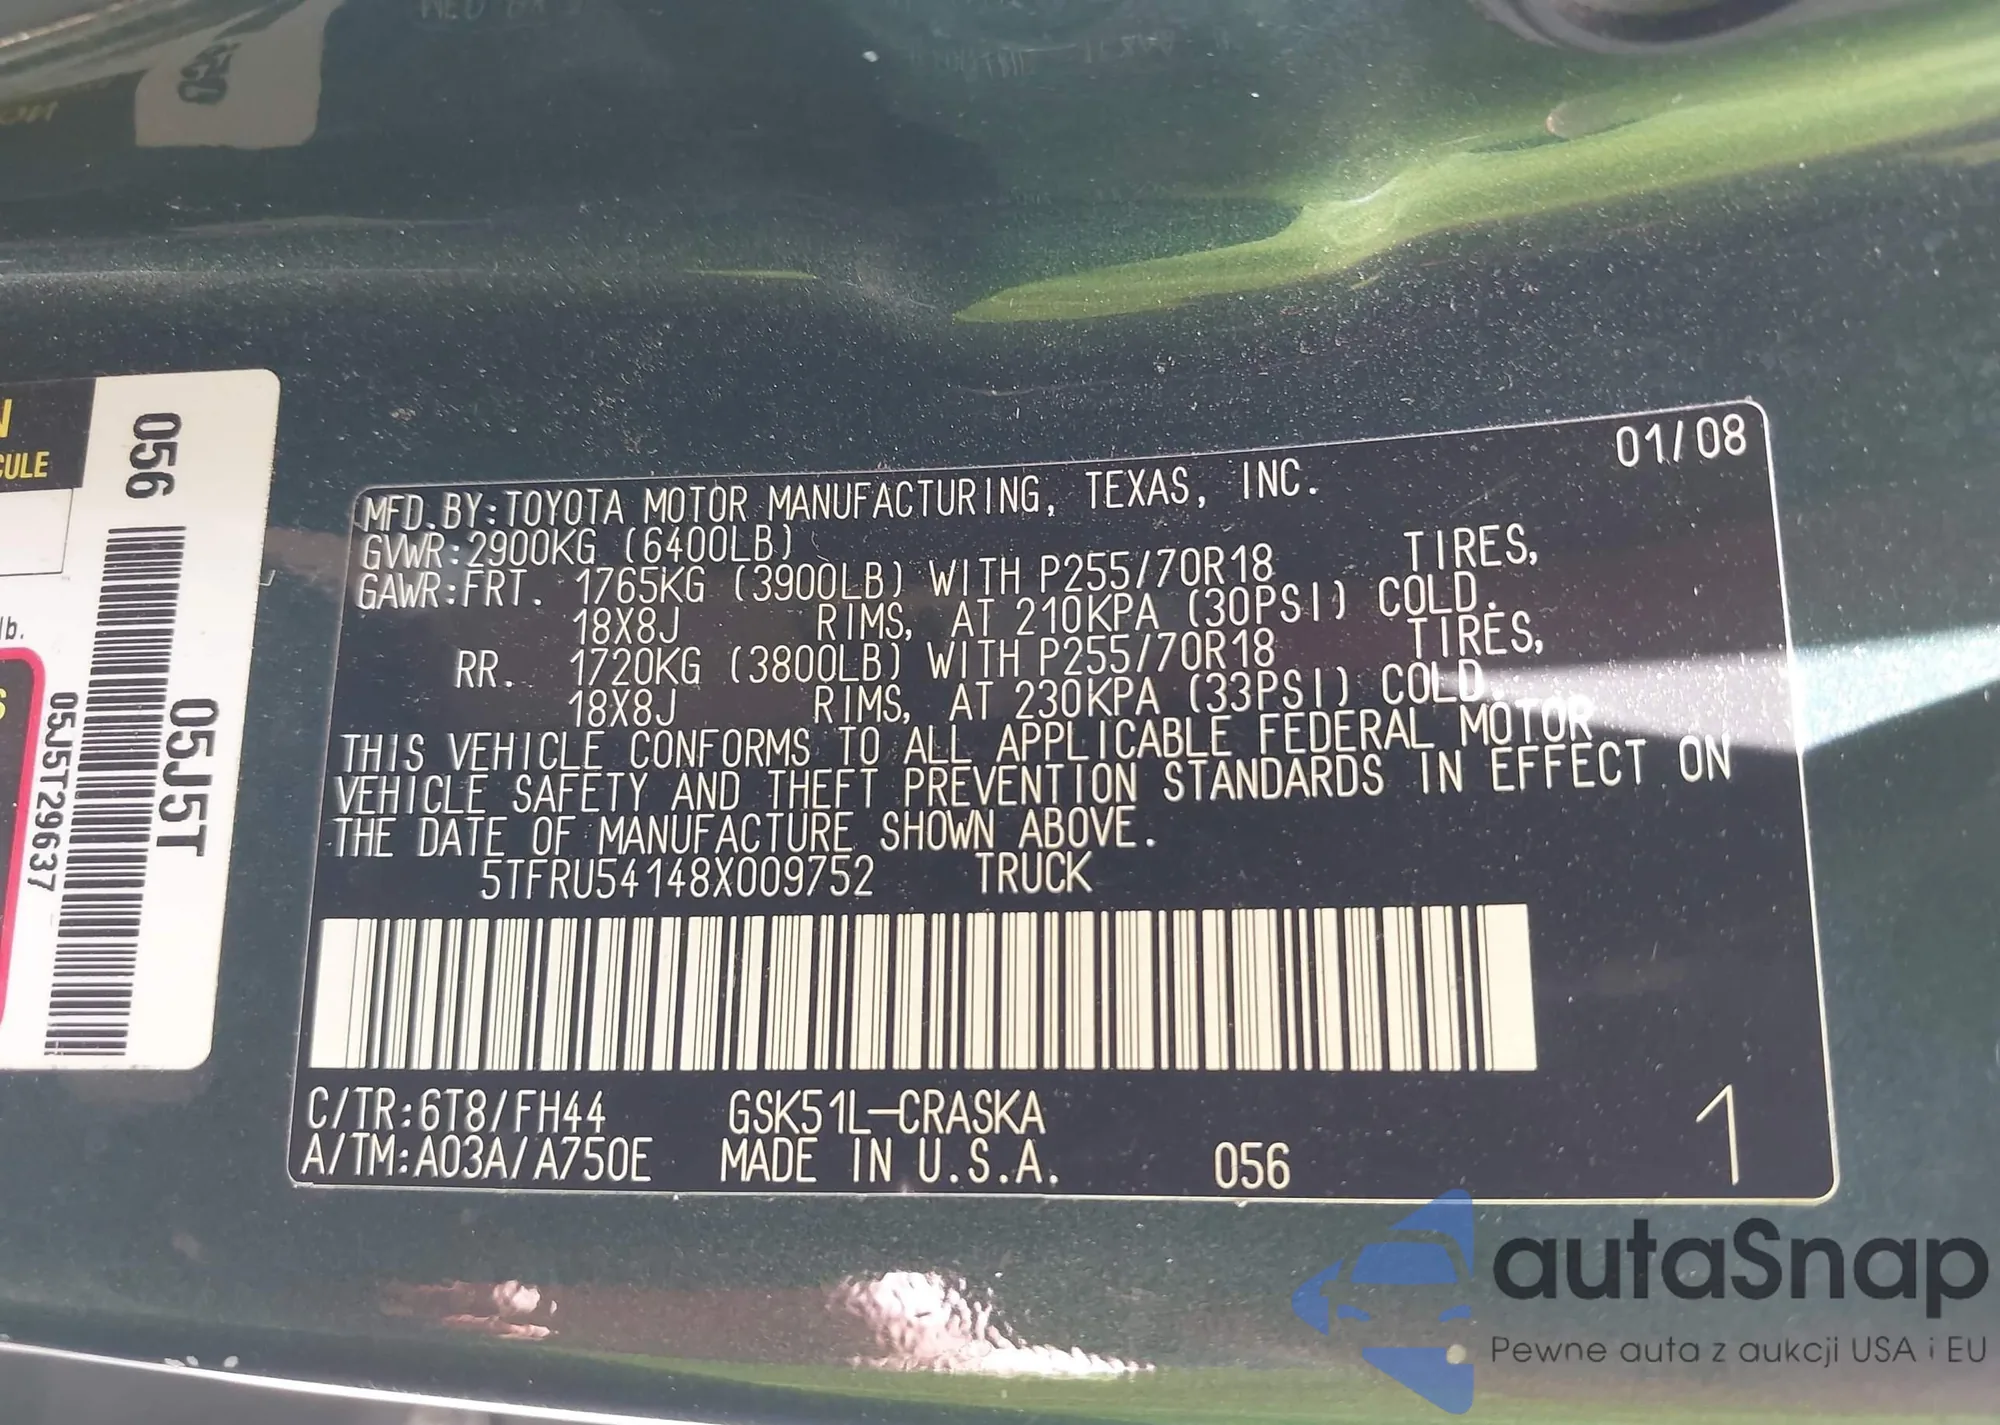 01/08
MFD.BY:TOYOTA MOTOR MANUFACTURING, TEXAS, INC.
GVWR:2900KG (6400LB)
GAWR:FRT. 1765KG (3900LB) WITH P255/70R18 TIRES,
18X8J RIMS, AT 210KPA (30PSI) COLD.
RR. 1720KG (3800LB) WITH P255/70R18 TIRES,
18X8J RIMS, AT 230KPA (33PSI) COLD.
THIS VEHICLE CONFORMS TO ALL APPLICABLE FEDERAL MOTOR
VEHICLE SAFETY AND THEFT PREVENTION STANDARDS IN EFFECT ON
THE DATE OF MANUFACTURE SHOWN ABOVE.
5TFRU54148X009752 TRUCK
C/TR:6T8/FH44 GSK51L-CRASKA
A/TM:A03A/A750E MADE IN U.S.A. 056
1
056
05J5T
05J5T29637
lb.
autaSnap
Pewne auta z aukcji USA i EU